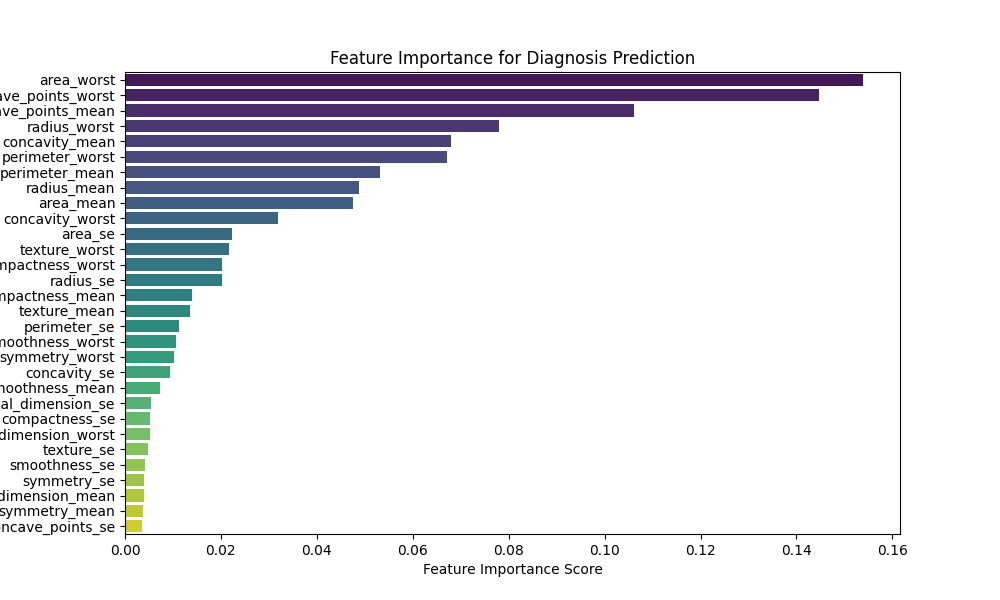 Feature Importance for Diagnosis Prediction
area_worst
ave_points_worst
ave_points_mean
radius_worst
concavity_mean
perimeter_worst
perimeter_mean
radius_mean
area_mean
concavity_worst
area_se
texture_worst
mpactness_worst
radius_se
mpactness_mean
texture_mean
perimeter_se
moothness_worst
symmetry_worst
concavity_se
moothness_mean
al_dimension_se
compactness_se
dimension_worst
texture_se
smoothness_se
symmetry_se
dimension_mean
symmetry_mean
oncave_points_se
0.00 0.02 0.04 0.06 0.08 0.10 0.12 0.14 0.16
Feature Importance Score